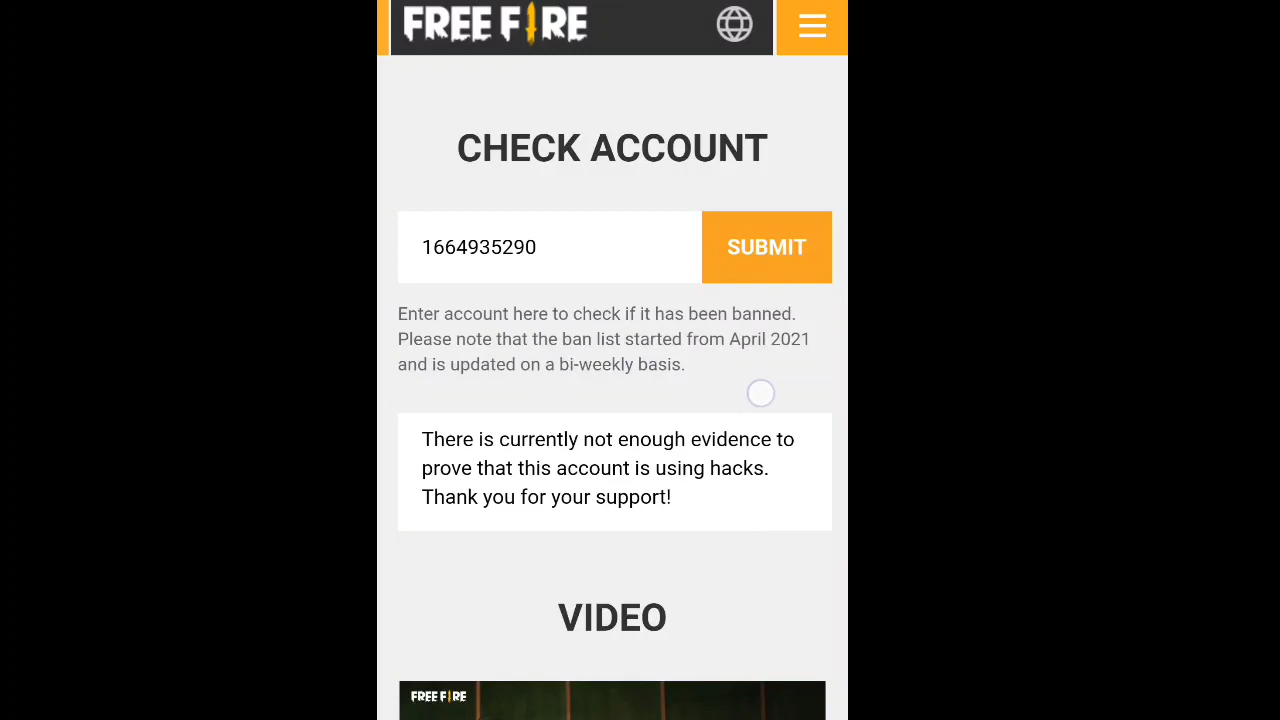 FREE FIRE
CHECK ACCOUNT
1664935290
SUBMIT
Enter account here to check if it has been banned.
Please note that the ban list started from April 2021
and is updated on a bi-weekly basis.
There is currently not enough evidence to
prove that this account is using hacks.
Thank you for your support!
VIDEO
FREE FIRE